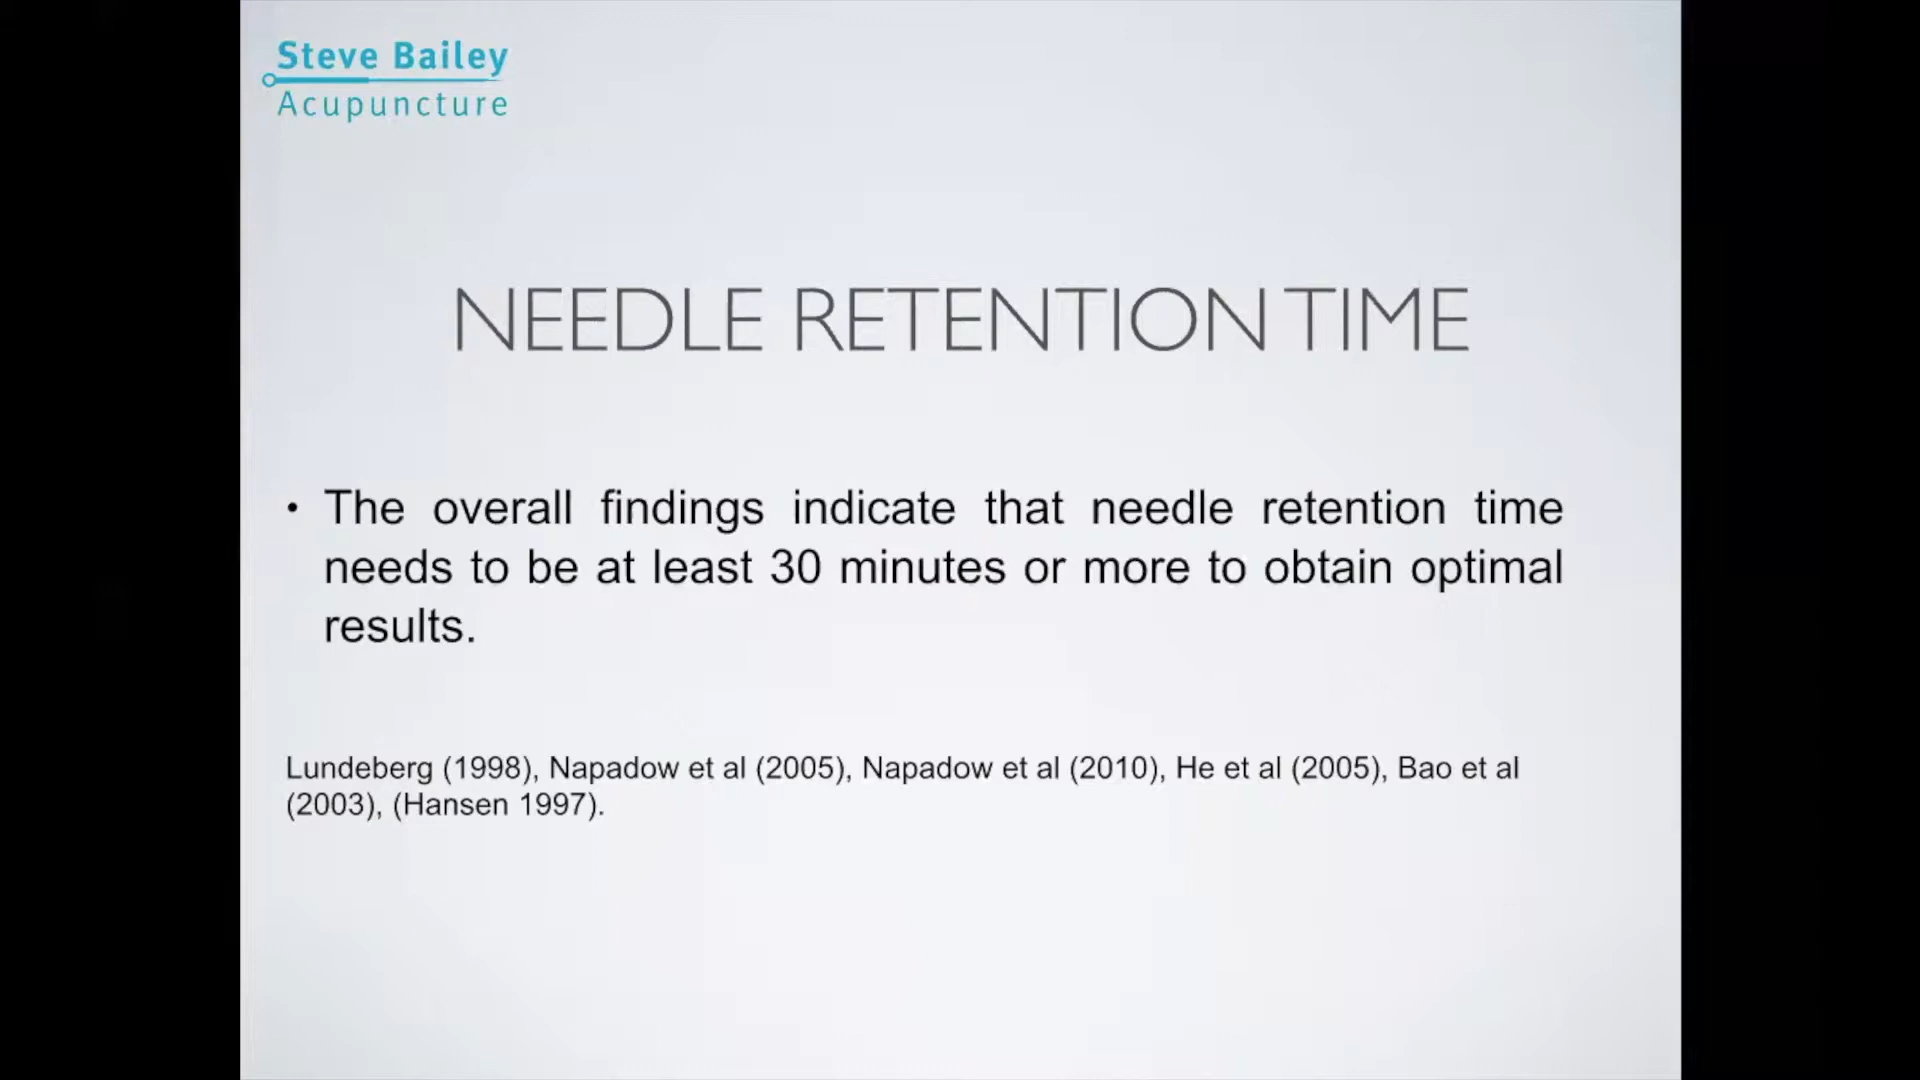 Steve Bailey
Acupuncture
NEEDLE RETENTION TIME
• The overall findings indicate that needle retention time
needs to be at least 30 minutes or more to obtain optimal
results.
Lundeberg (1998), Napadow et al (2005), Napadow et al (2010), He et al (2005), Bao et al
(2003), (Hansen 1997).